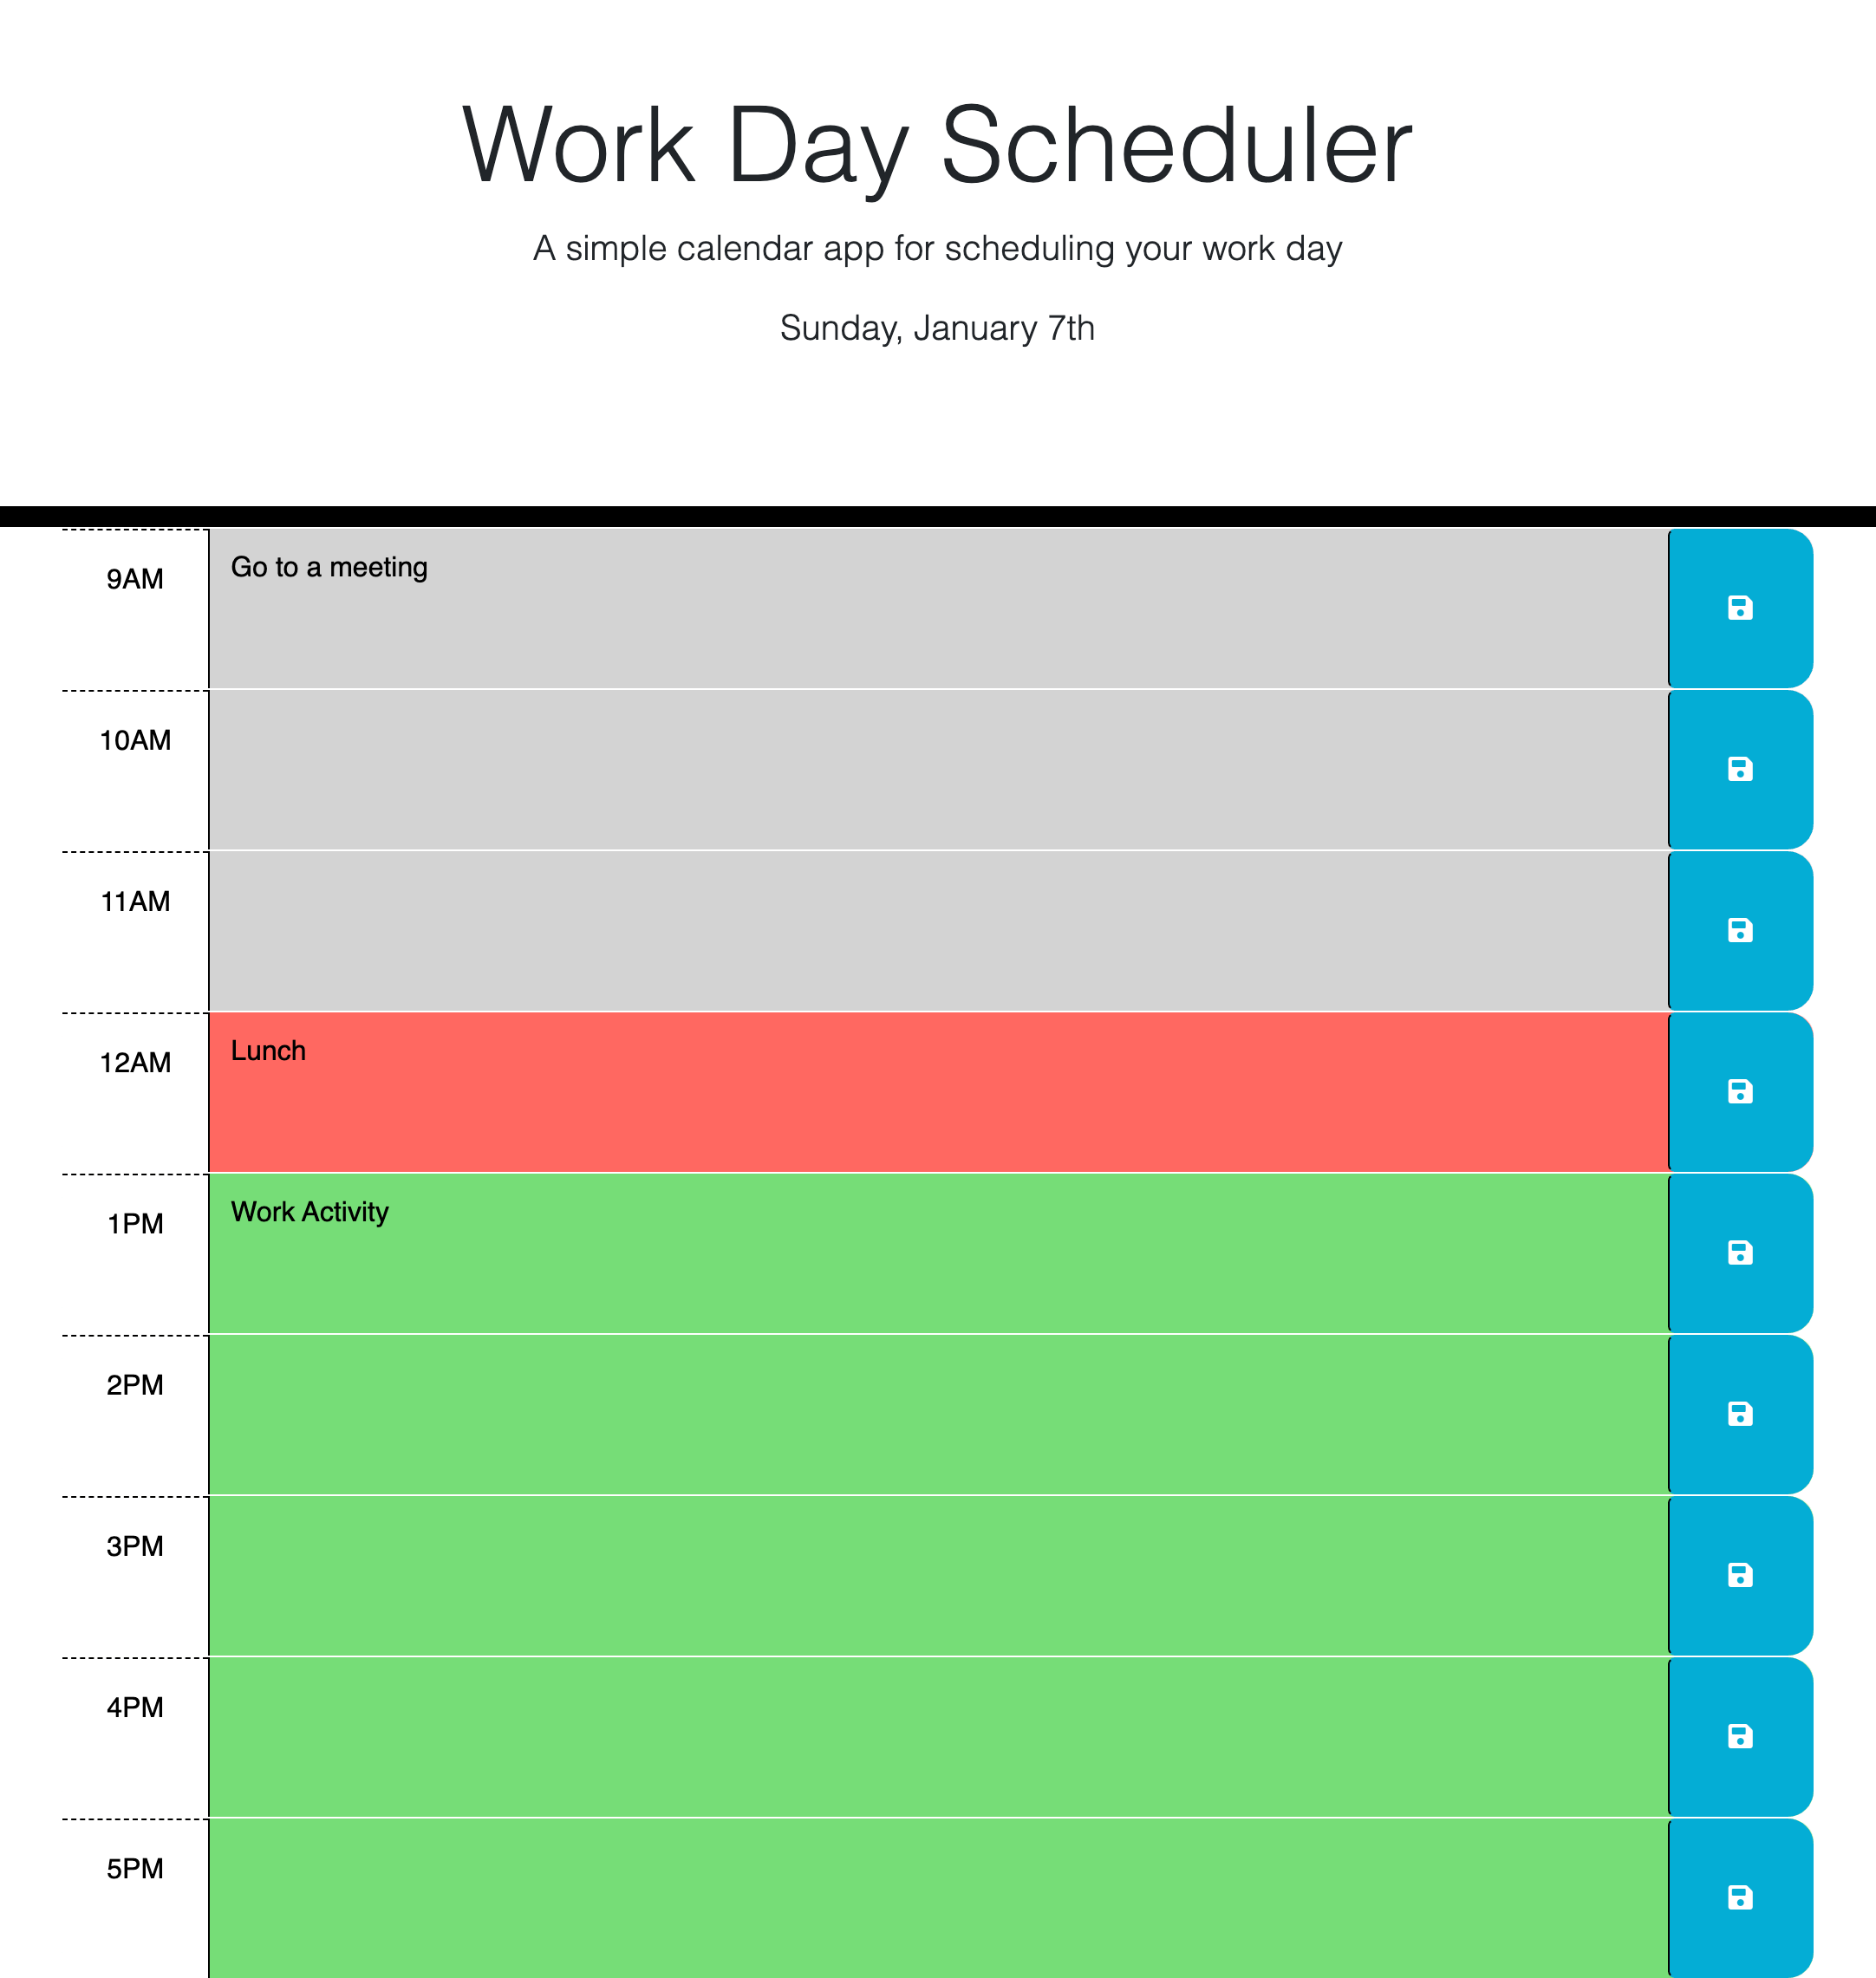 Work Day Scheduler
A simple calendar app for scheduling your work day
Sunday, January 7th
9AM
Go to a meeting
10AM
11AM
12AM
Lunch
1PM
Work Activity
2PM
3PM
4PM
5PM